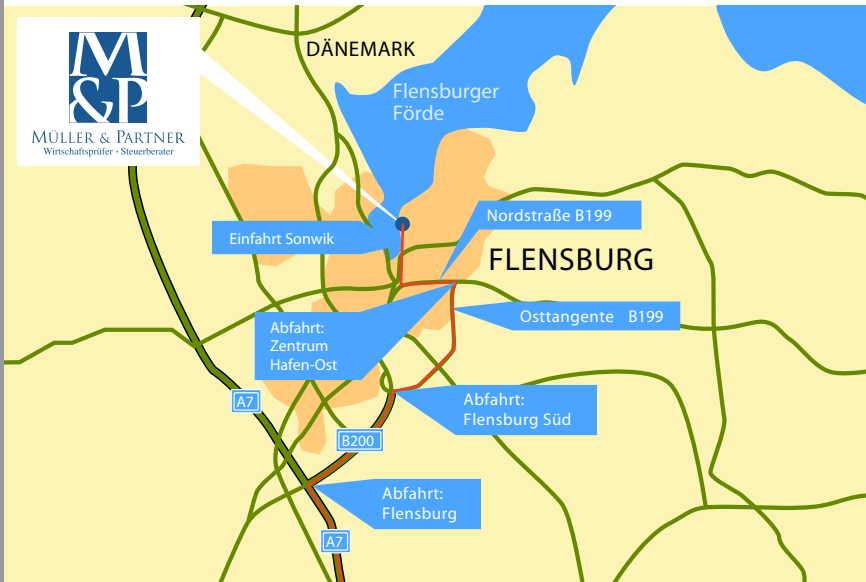 M
&P
MÜLLER & PARTNER
Wirtschaftsprüfer · Steuerberater
DÄNEMARK
Flensburger
Förde
Nordstraße B199
Einfahrt Sonwik
FLENSBURG
Osttangente B199
Abfahrt:
Zentrum
Hafen-Ost
A7
Abfahrt:
Flensburg Süd
B200
Abfahrt:
Flensburg
A7